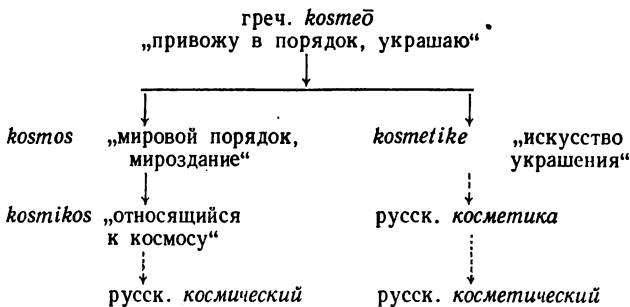 греч. kosmeō
„привожу в порядок, украшаю“
kosmos „мировой порядок, мироздание“
kosmetike „искусство украшения“
kosmikos „относящийся к космосу“
русск. косметика
русск. космический
русск. косметический